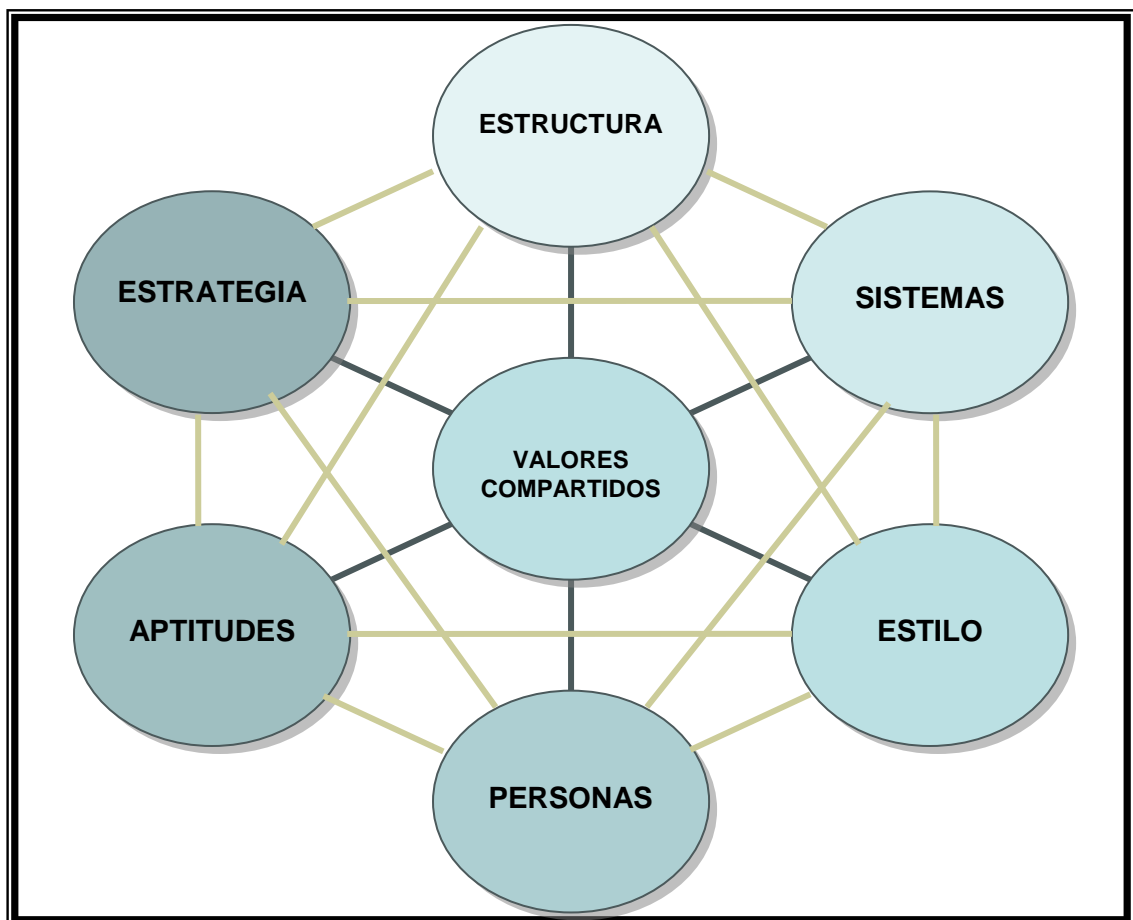 ESTRUCTURA
ESTRATEGIA
SISTEMAS
VALORES
COMPARTIDOS
APTITUDES
ESTILO
PERSONAS